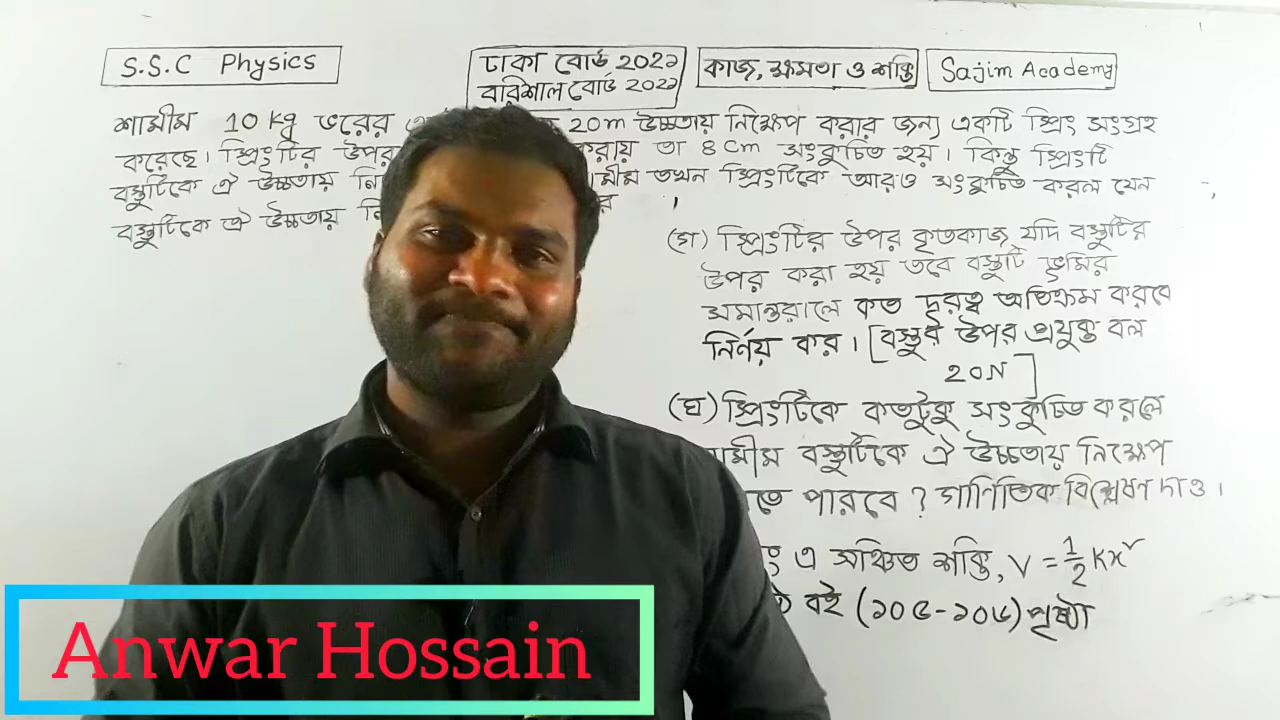 S.S.C Physics
ঢাকা বোর্ড ২০২১
বরিশাল বোর্ড ২০২১
কাজ, ক্ষমতা ও শক্তি
Sajim Academy
শামীম 10 kg ভরের 20m উচ্চতায় নিক্ষেপ করার জন্য একটি স্প্রিং সংগ্রহ
করেছে। স্প্রিংটির উপর করায় তা 8 cm সংকুচিত হয়। কিন্তু স্প্রিংটি
বস্তুটিকে ঐ উচ্চতায় তখন স্প্রিংটিকে আরও সংকুচিত করল যেন
বস্তুটিকে ঐ উচ্চতায়
(গ) স্প্রিংটির উপর কৃতকাজ যদি বস্তুটির
উপর করা হয় তবে বস্তুটি ভূমির
সমান্তরালে কত দূরত্ব অতিক্রম করবে
নির্ণয় কর। [বস্তুর উপর প্রযুক্ত বল
20N]
(ঘ) স্প্রিংটিকে কতটুকু সংকুচিত করলে
বস্তুটিকে ঐ উচ্চতায় নিক্ষেপ
পারবে? গাণিতিক বিশ্লেষণ দাও।
এ সঞ্চিত শক্তি, V = ½ Kx²
বই (১০৫-১০৬) পৃষ্ঠা
Anwar Hossain